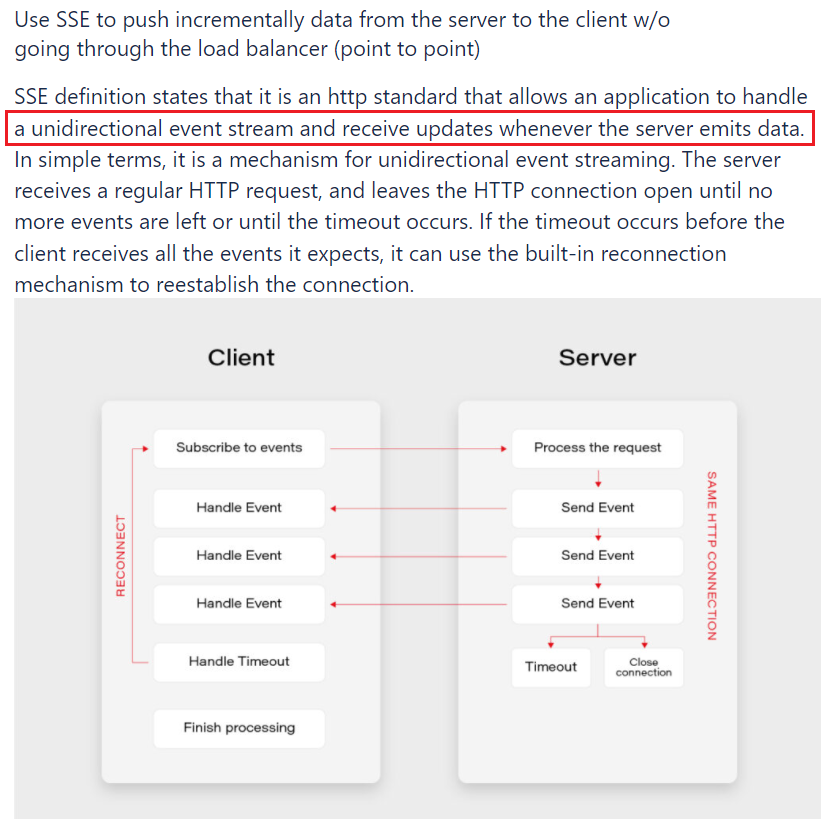 Use SSE to push incrementally data from the server to the client w/o
going through the load balancer (point to point)
SSE definition states that it is an http standard that allows an application to handle
a unidirectional event stream and receive updates whenever the server emits data.
In simple terms, it is a mechanism for unidirectional event streaming. The server
receives a regular HTTP request, and leaves the HTTP connection open until no
more events are left or until the timeout occurs. If the timeout occurs before the
client receives all the events it expects, it can use the built-in reconnection
mechanism to reestablish the connection.
Client
Subscribe to events
Handle Event
Handle Event
Handle Event
Handle Timeout
Finish processing
RECONNECT
Server
Process the request
Send Event
Send Event
Send Event
Timeout
Close
connection
SAME HTTP CONNECTION